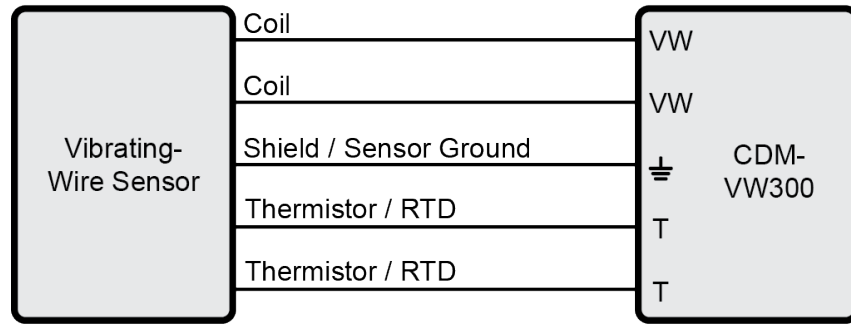 Coil
VW
Coil
VW
Vibrating-
Wire Sensor
Shield / Sensor Ground
CDM-
VW300
Thermistor / RTD
T
Thermistor / RTD
T